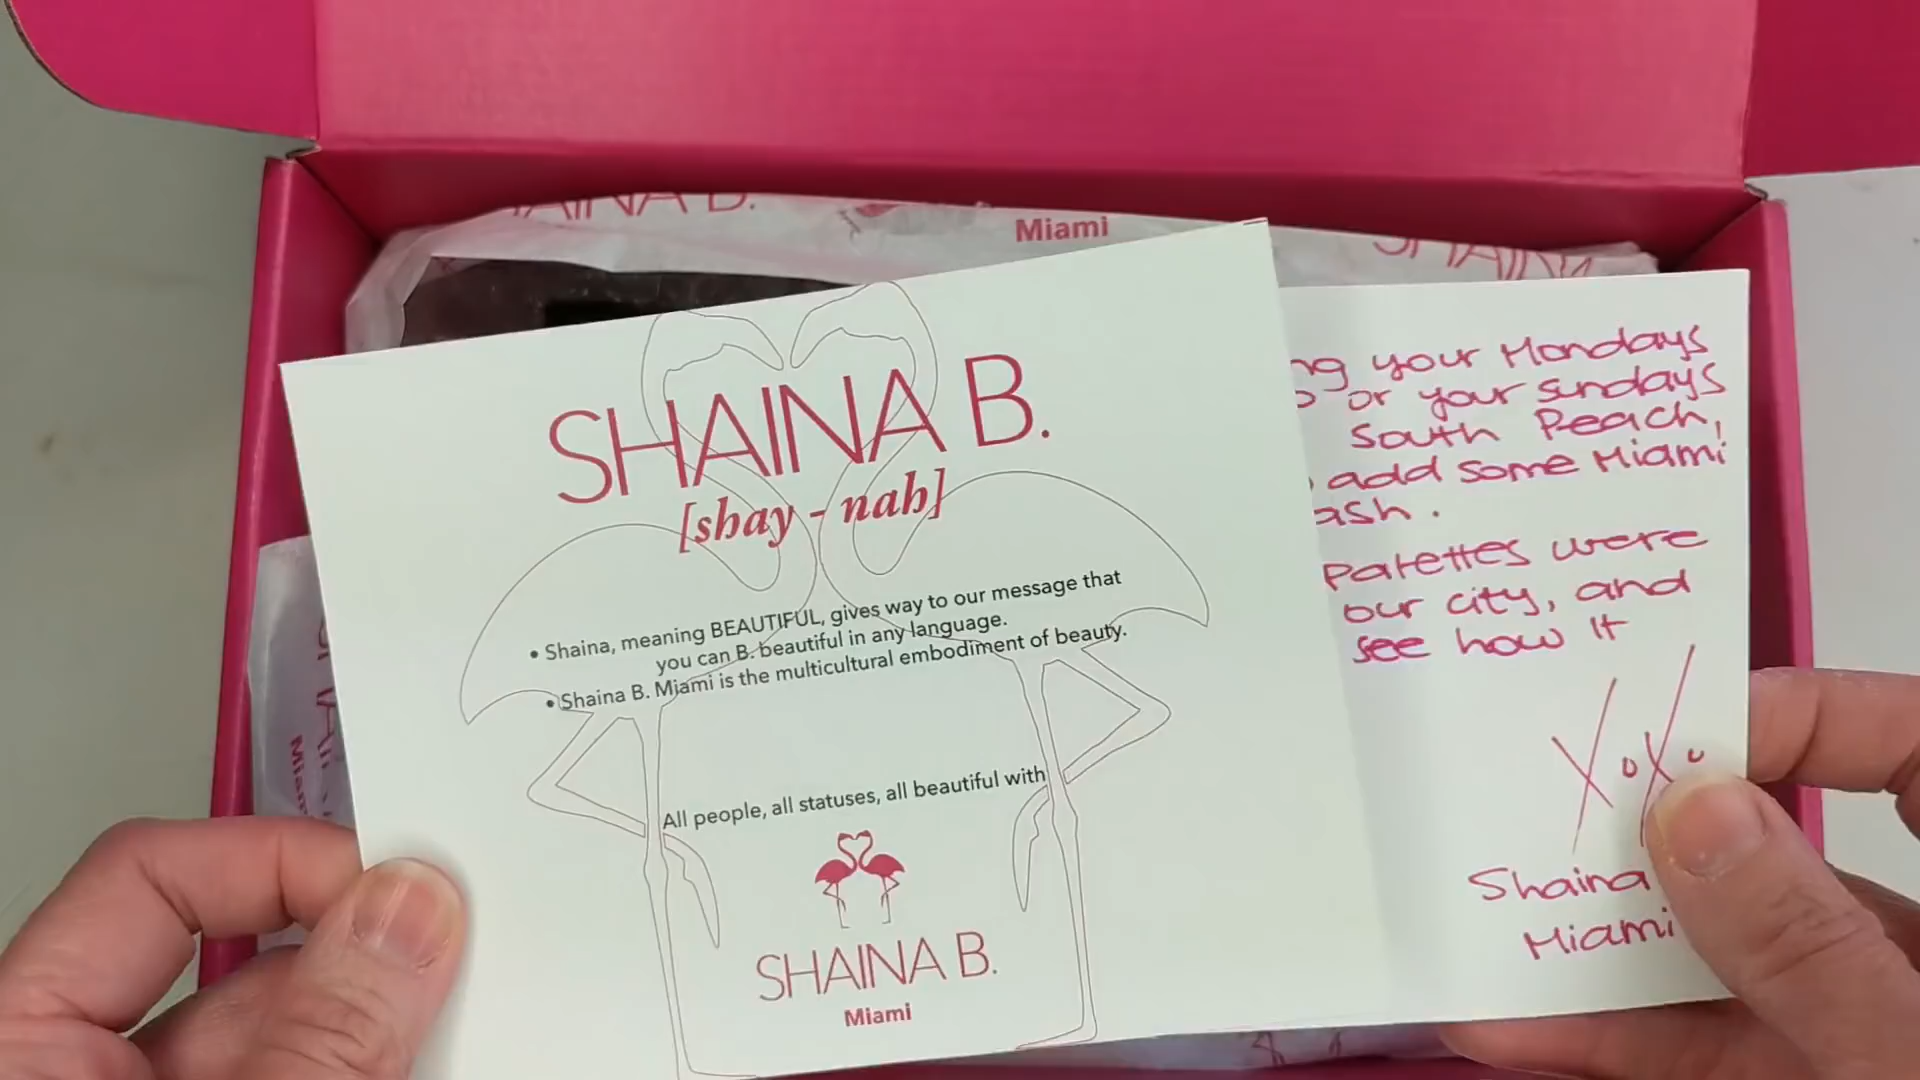 SHAINA B.
Miami
SHAINA B.
[shay - nah]
• Shaina, meaning BEAUTIFUL, gives way to our message that
you can B. beautiful in any language.
• Shaina B. Miami is the multicultural embodiment of beauty.
All people, all statuses, all beautiful with
SHAINA B.
Miami
your Mondays
or your sundays
South Beach,
add some Miami
palettes were
our city, and
see how it
XoXo
Shaina
Miami